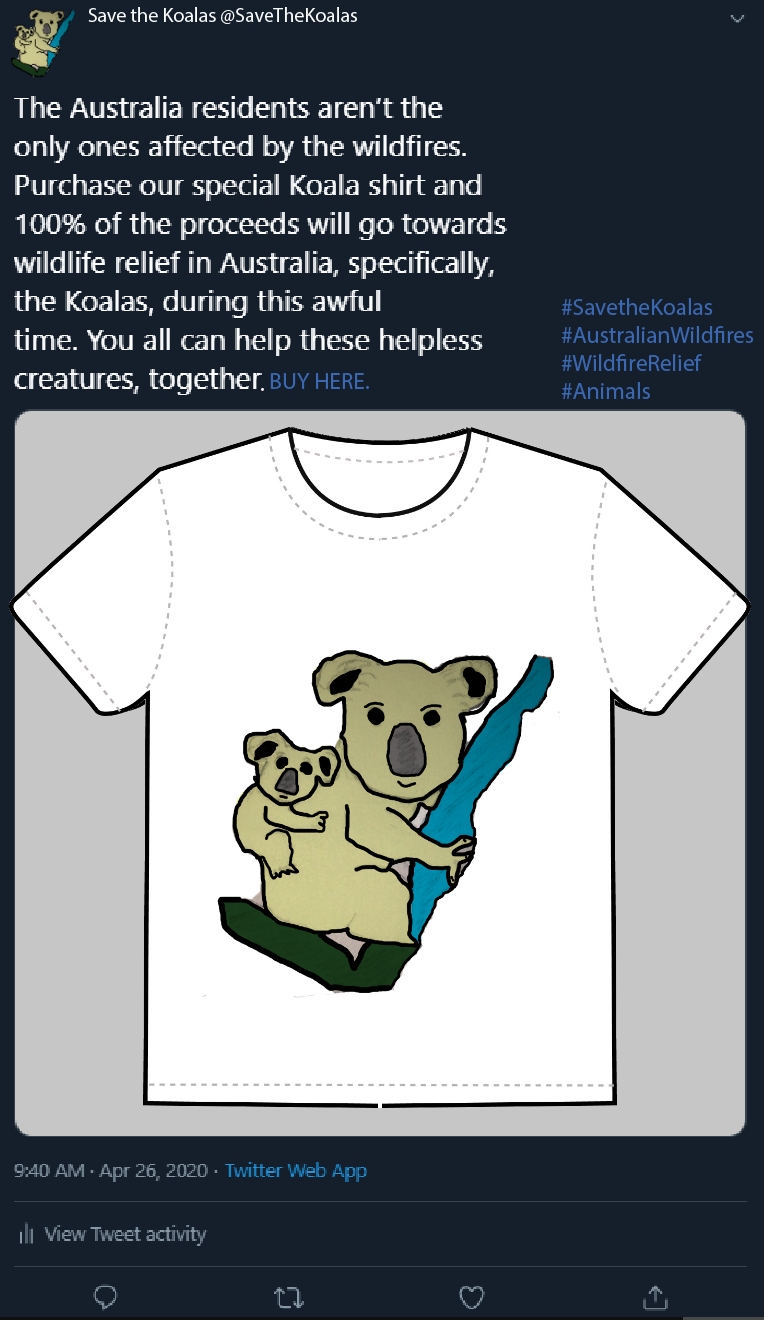 Save the Koalas @SaveTheKoalas
The Australia residents aren't the
only ones affected by the wildfires.
Purchase our special Koala shirt and
100% of the proceeds will go towards
wildlife relief in Australia, specifically,
the Koalas, during this awful
time. You all can help these helpless
creatures, together. BUY HERE.
#SavetheKoalas
#AustralianWildfires
#WildfireRelief
#Animals
9:40 AM · Apr 26, 2020 · Twitter Web App
View Tweet activity